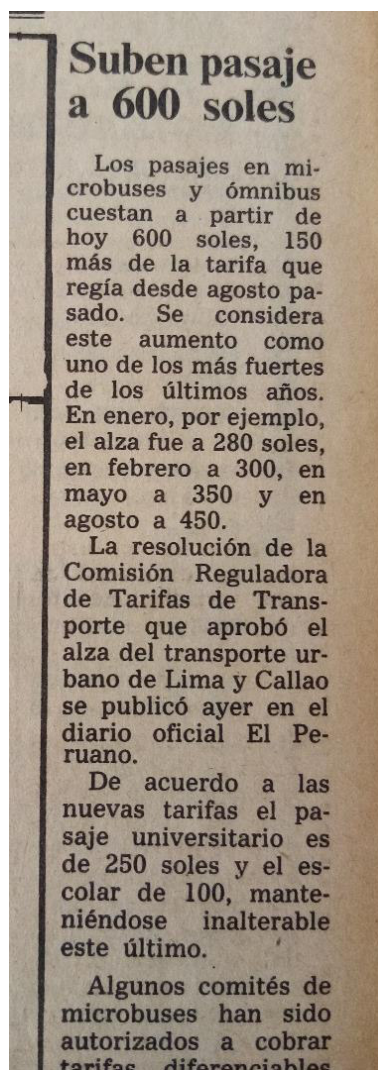 Suben pasaje
a 600 soles
Los pasajes en mi-
crobuses y ómnibus
cuestan a partir de
hoy 600 soles, 150
más de la tarifa que
regía desde agosto pa-
sado. Se considera
este aumento como
uno de los más fuertes
de los últimos años.
En enero, por ejemplo,
el alza fue a 280 soles,
en febrero a 300, en
mayo a 350 y en
agosto a 450.
La resolución de la
Comisión Reguladora
de Tarifas de Trans-
porte que aprobó el
alza del transporte ur-
bano de Lima y Callao
se publicó ayer en el
diario oficial El Pe-
ruano.
De acuerdo a las
nuevas tarifas el pa-
saje universitario es
de 250 soles y el es-
colar de 100, mante-
niéndose inalterable
este último.
Algunos comités de
microbuses han sido
autorizados a cobrar
tarifas diferenciables